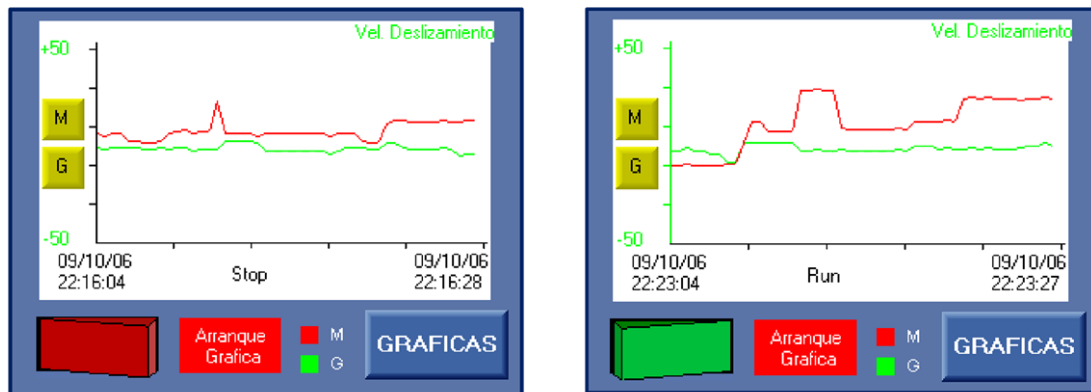 Vel. Deslizamiento
+50
M
G
-50
09/10/06
22:16:04
Stop
09/10/06
22:16:28
Arranque
Grafica
M
G
GRAFICAS
Vel. Deslizamiento
+50
M
G
-50
09/10/06
22:23:04
Run
09/10/06
22:23:27
Arranque
Grafica
M
G
GRAFICAS